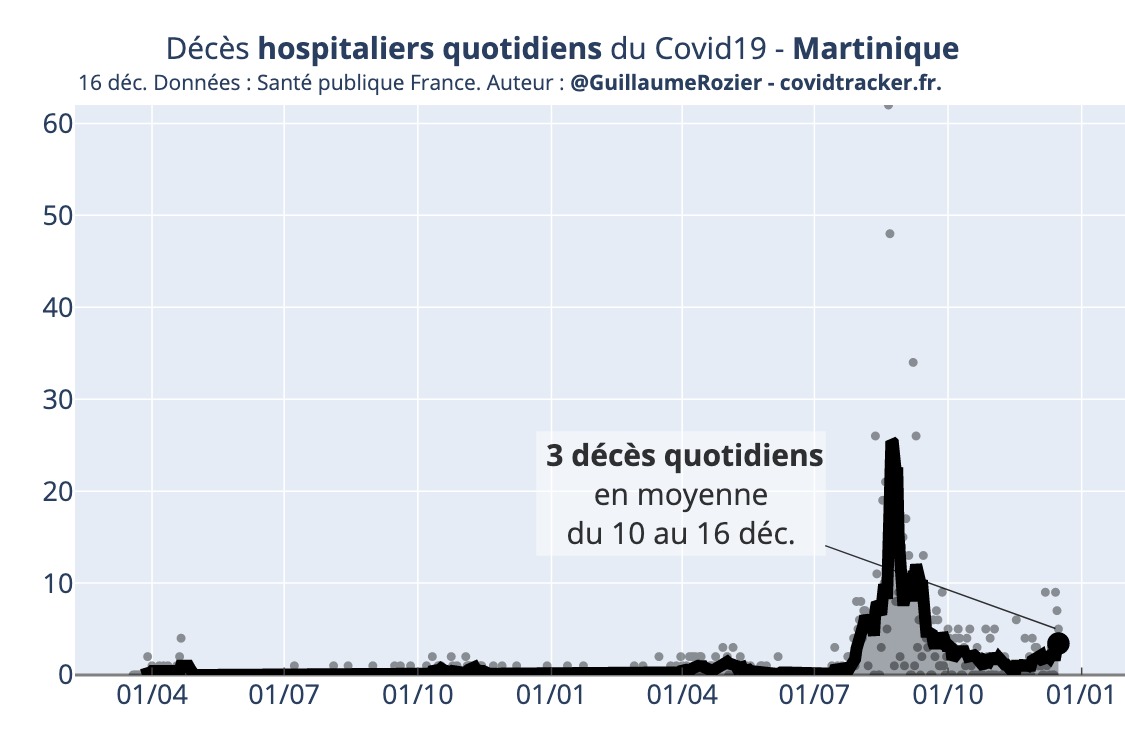 Décès hospitaliers quotidiens du Covid19 - Martinique
16 déc. Données : Santé publique France. Auteur : @GuillaumeRozier - covidtracker.fr.
60
50
40
30
20
10
0
3 décès quotidiens
en moyenne
du 10 au 16 déc.
01/04 01/07 01/10 01/01 01/04 01/07 01/10 01/01